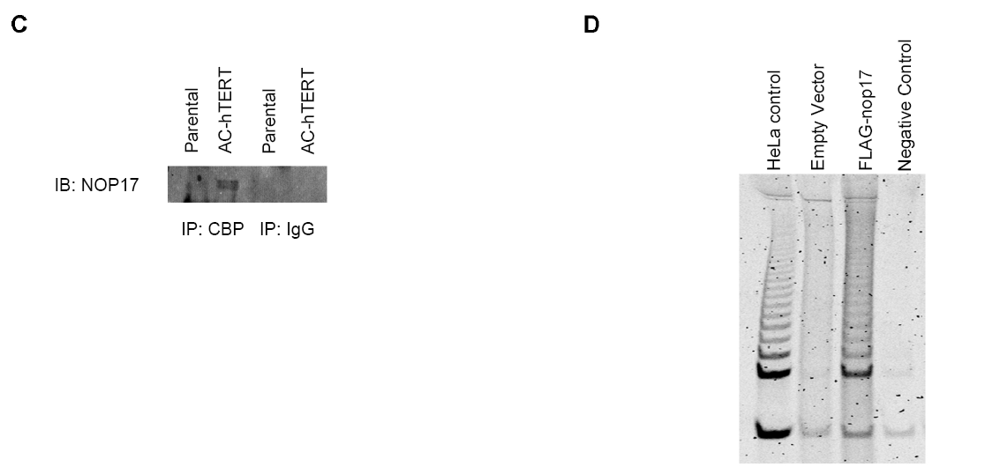 C
Parental
AC-hTERT
Parental
AC-hTERT
IB: NOP17
IP: CBP
IP: IgG
D
HeLa control
Empty Vector
FLAG-nop17
Negative Control